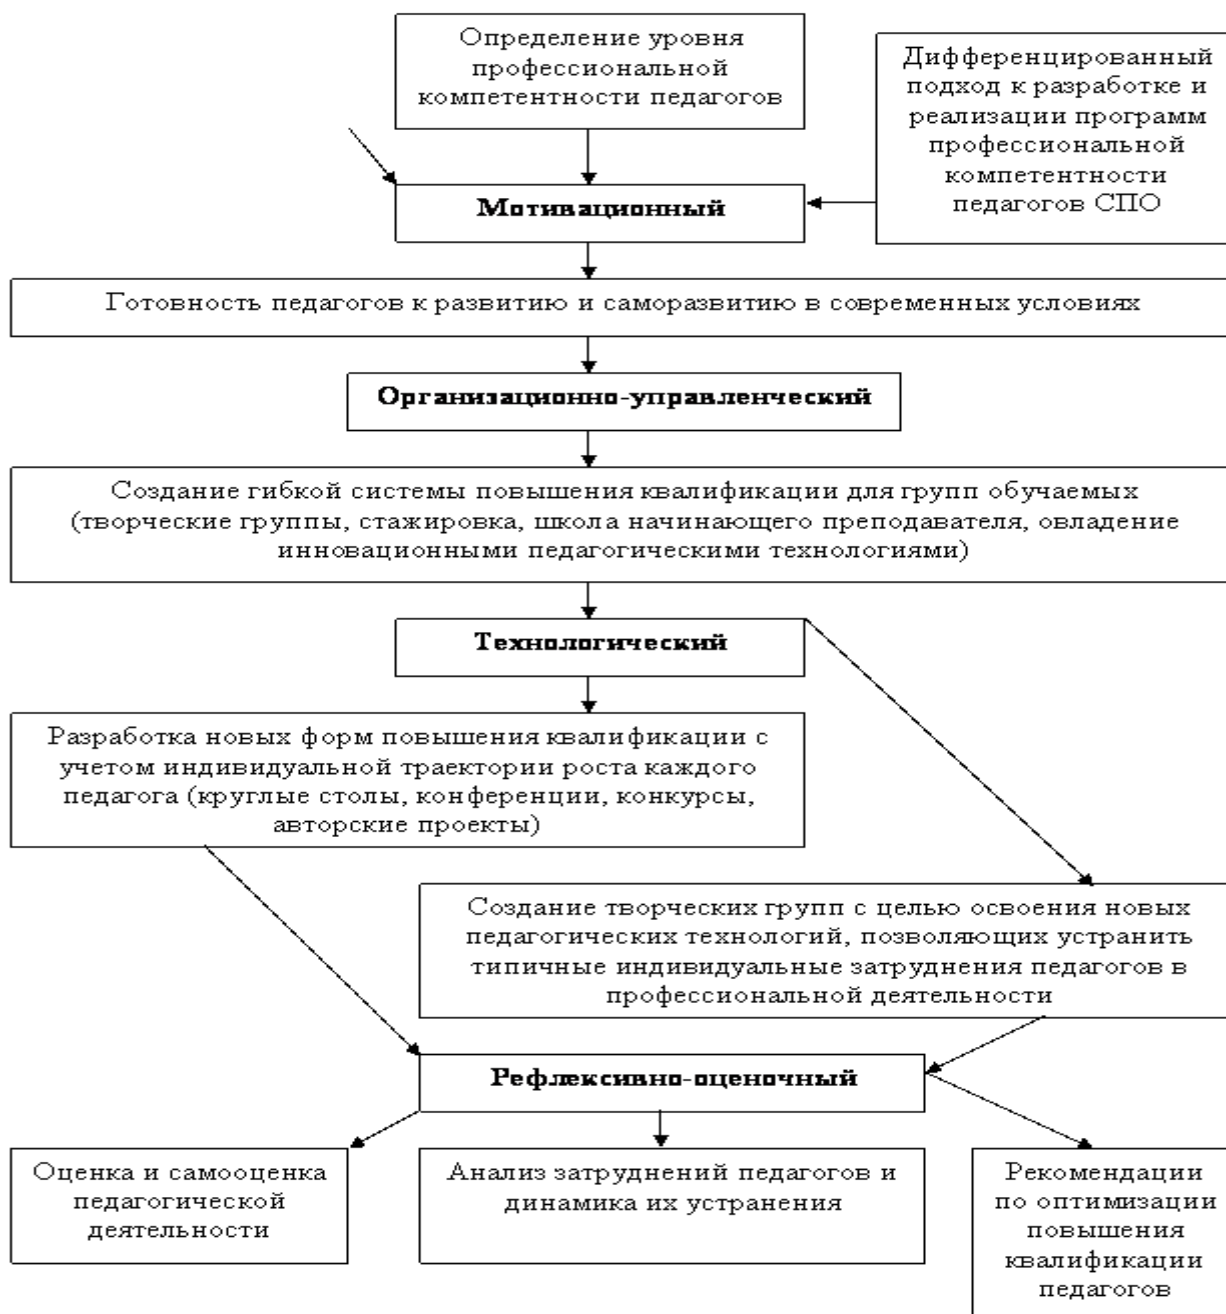 Определение уровня
профессиональной
компетентности педагогов
Дифференцированный
подход к разработке и
реализации программ
профессиональной
компетентности
педагогов СПО
Мотивационный
Готовность педагогов к развитию и саморазвитию в современных условиях
Организационно-управленческий
Создание гибкой системы повышения квалификации для групп обучаемых
(творческие группы, стажировка, школа начинающего преподавателя, овладение
инновационными педагогическими технологиями)
Технологический
Разработка новых форм повышения квалификации с
учетом индивидуальной траектории роста каждого
педагога (круглые столы, конференции, конкурсы,
авторские проекты)
Создание творческих групп с целью освоения новых
педагогических технологий, позволяющих устранить
типичные индивидуальные затруднения педагогов в
профессиональной деятельности
Рефлексивно-оценочный
Оценка и самооценка
педагогической
деятельности
Анализ затруднений педагогов и
динамика их устранения
Рекомендации
по оптимизации
повышения
квалификации
педагогов